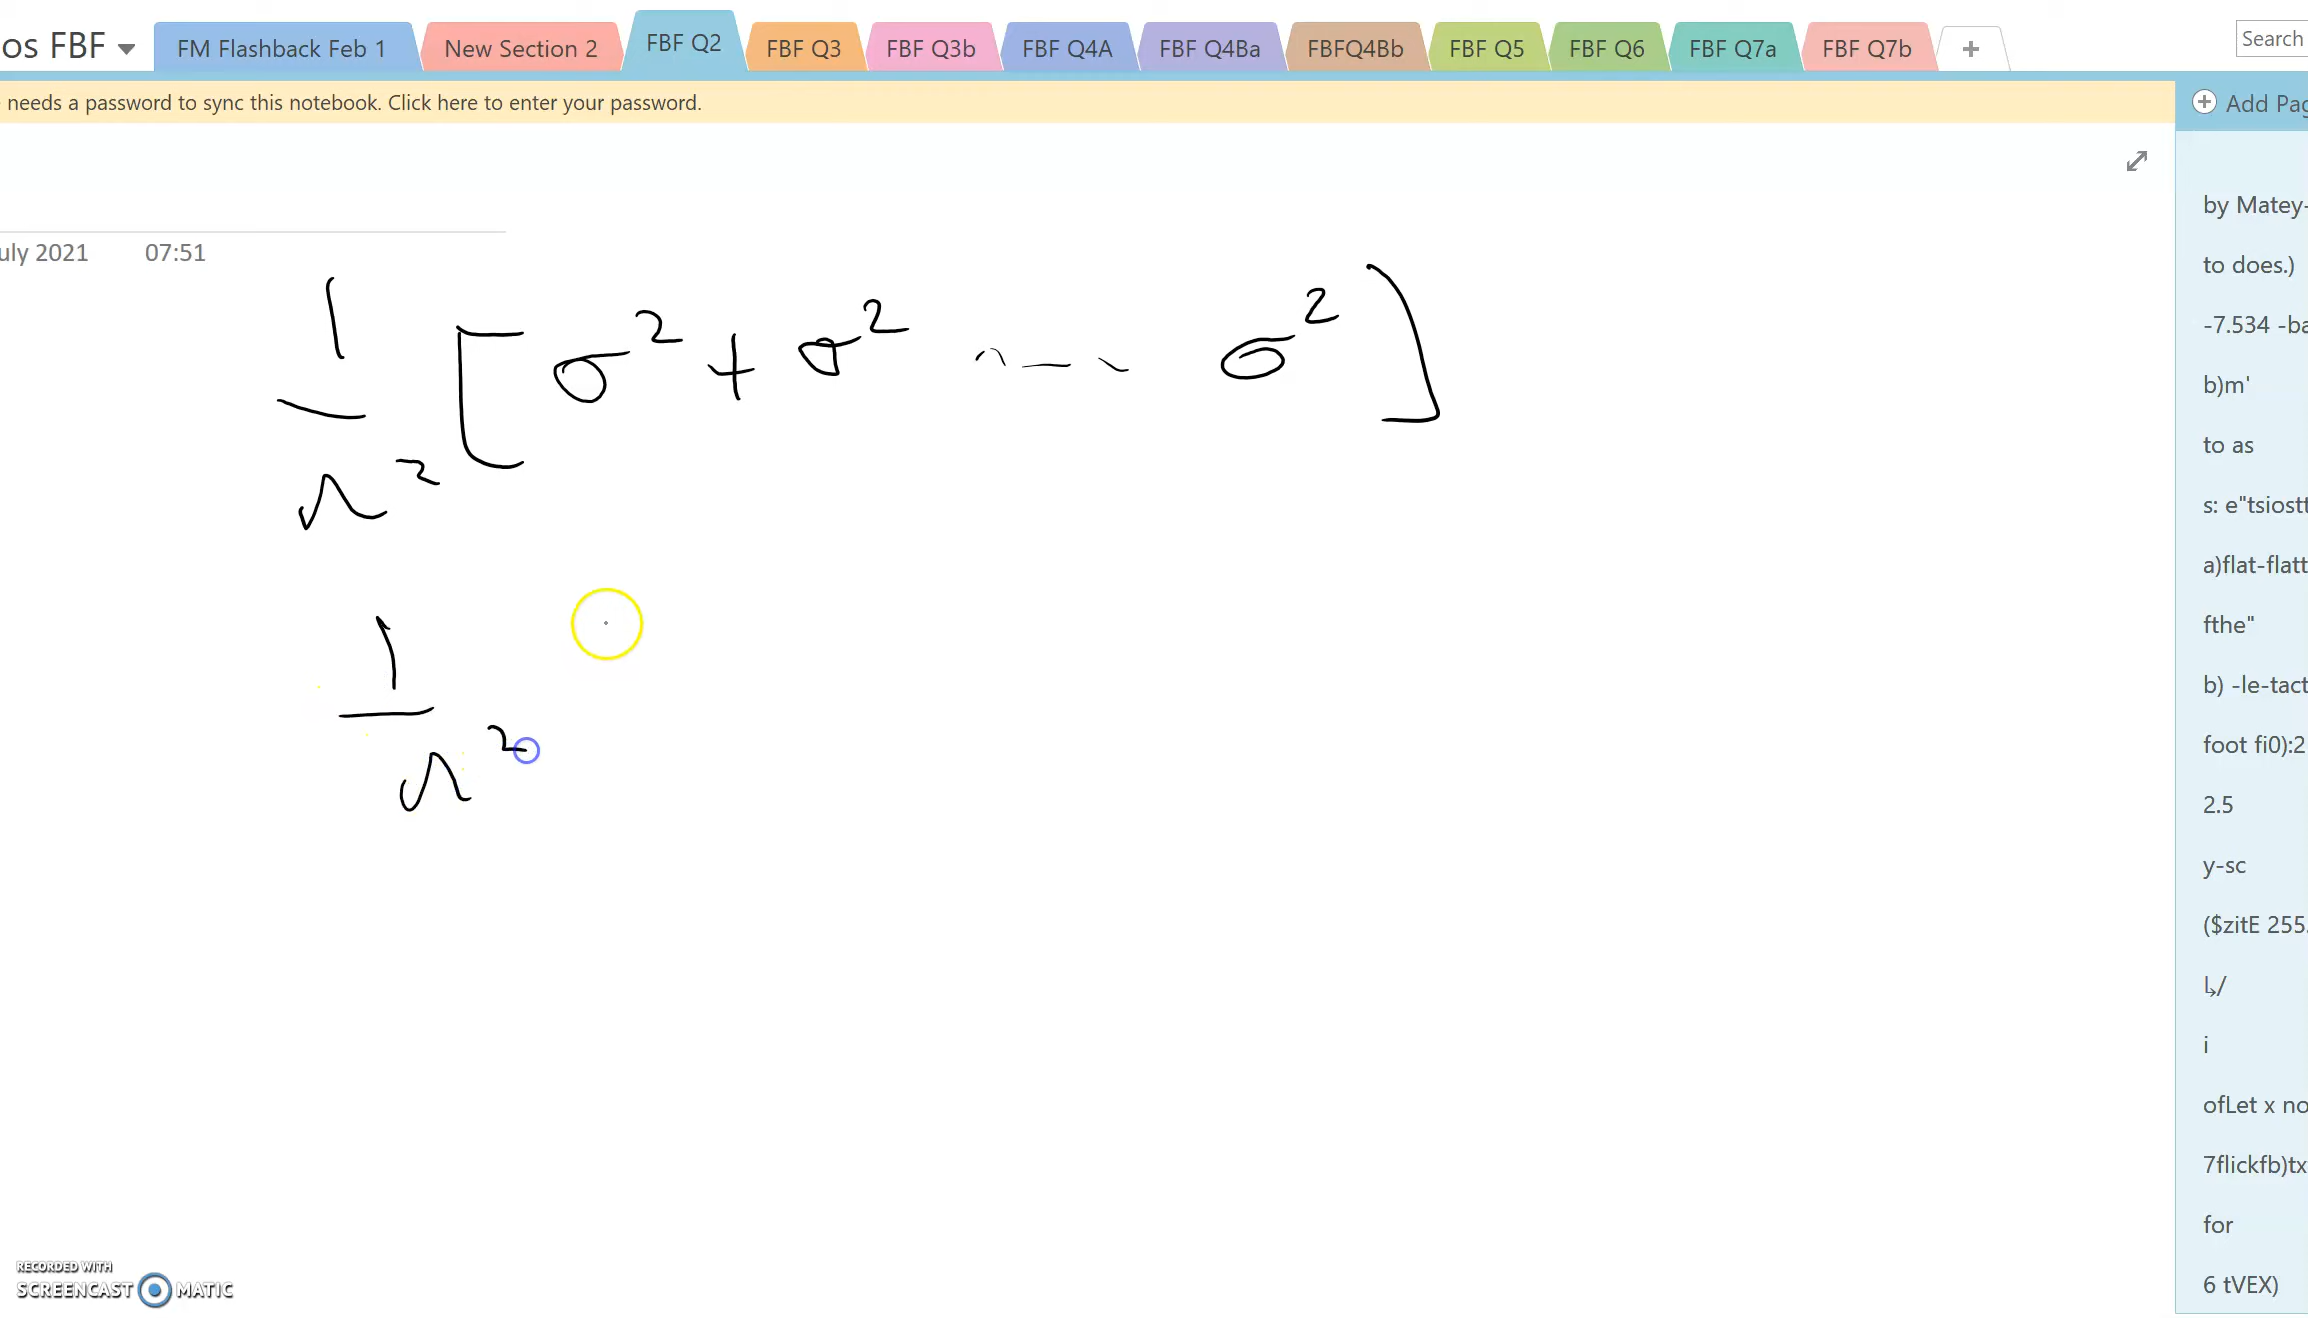 os FBF FM Flashback Feb 1 New Section 2 FBF Q2 FBF Q3 FBF Q3b FBF Q4A FBF Q4Ba FBFQ4Bb FBF Q5 FBF Q6 FBF Q7a FBF Q7b + Search
needs a password to sync this notebook. Click here to enter your password.
Add Pag
uly 2021 07:51
1/n² [σ² + σ² --- σ²]
1/n²
by Matey-
to does.)
-7.534 -ba
b)m'
to as
s: e"tsiostt
a)flat-flatt
fthe"
b) -le-tact
foot fi0):2
2.5
y-sc
($zitE 255.
↳/
i
ofLet x no
7flickfb)tx
for
6 tVEX)
RECORDED WITH
SCREENCAST MATIC